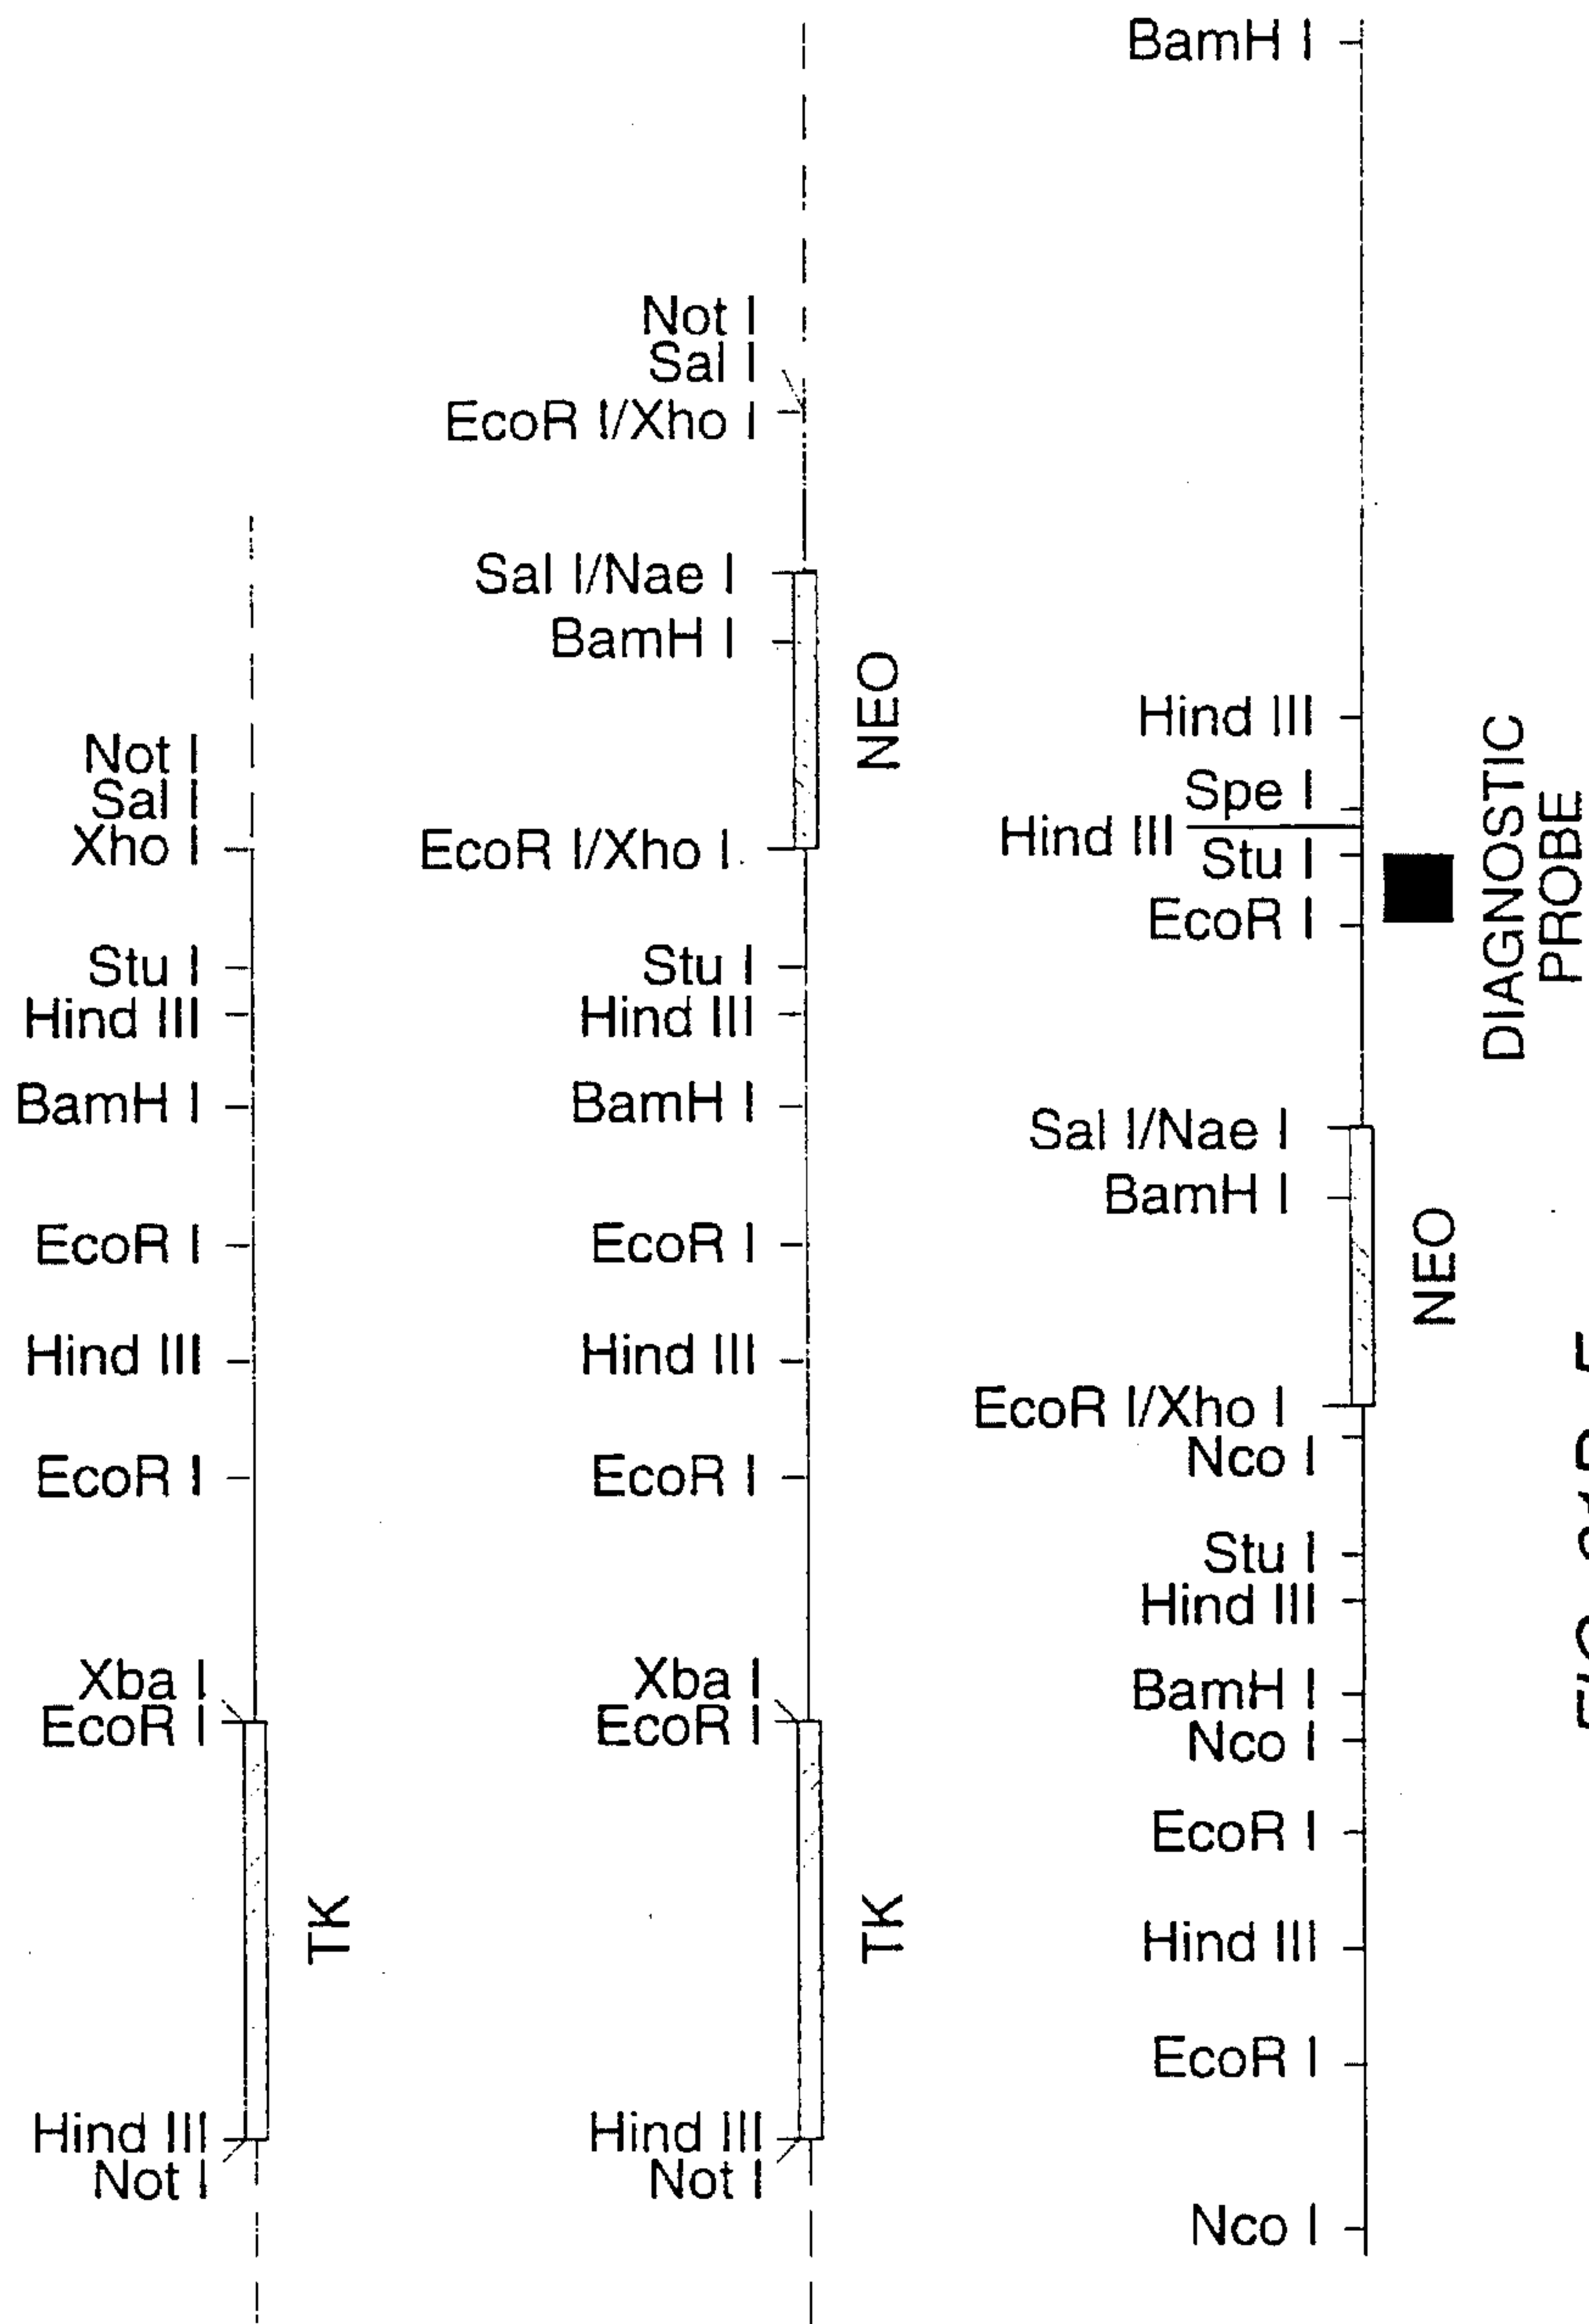 Not I
Sal I
Xho I
Stu I
Hind III
BamH I
EcoR I
Hind III
EcoR I
Xba I
EcoR I
TK
Hind III
Not I
Not I
Sal I
EcoR I/Xho I
Sal I/Nae I
BamH I
NEO
EcoR I/Xho I
Stu I
Hind III
BamH I
EcoR I
Hind III
EcoR I
Xba I
EcoR I
TK
Hind III
Not I
BamH I
Hind III
Spe I
Hind III
Stu I
EcoR I
DIAGNOSTIC
PROBE
Sal I/Nae I
BamH I
NEO
EcoR I/Xho I
Nco I
Stu I
Hind III
BamH I
Nco I
EcoR I
Hind III
EcoR I
Nco I